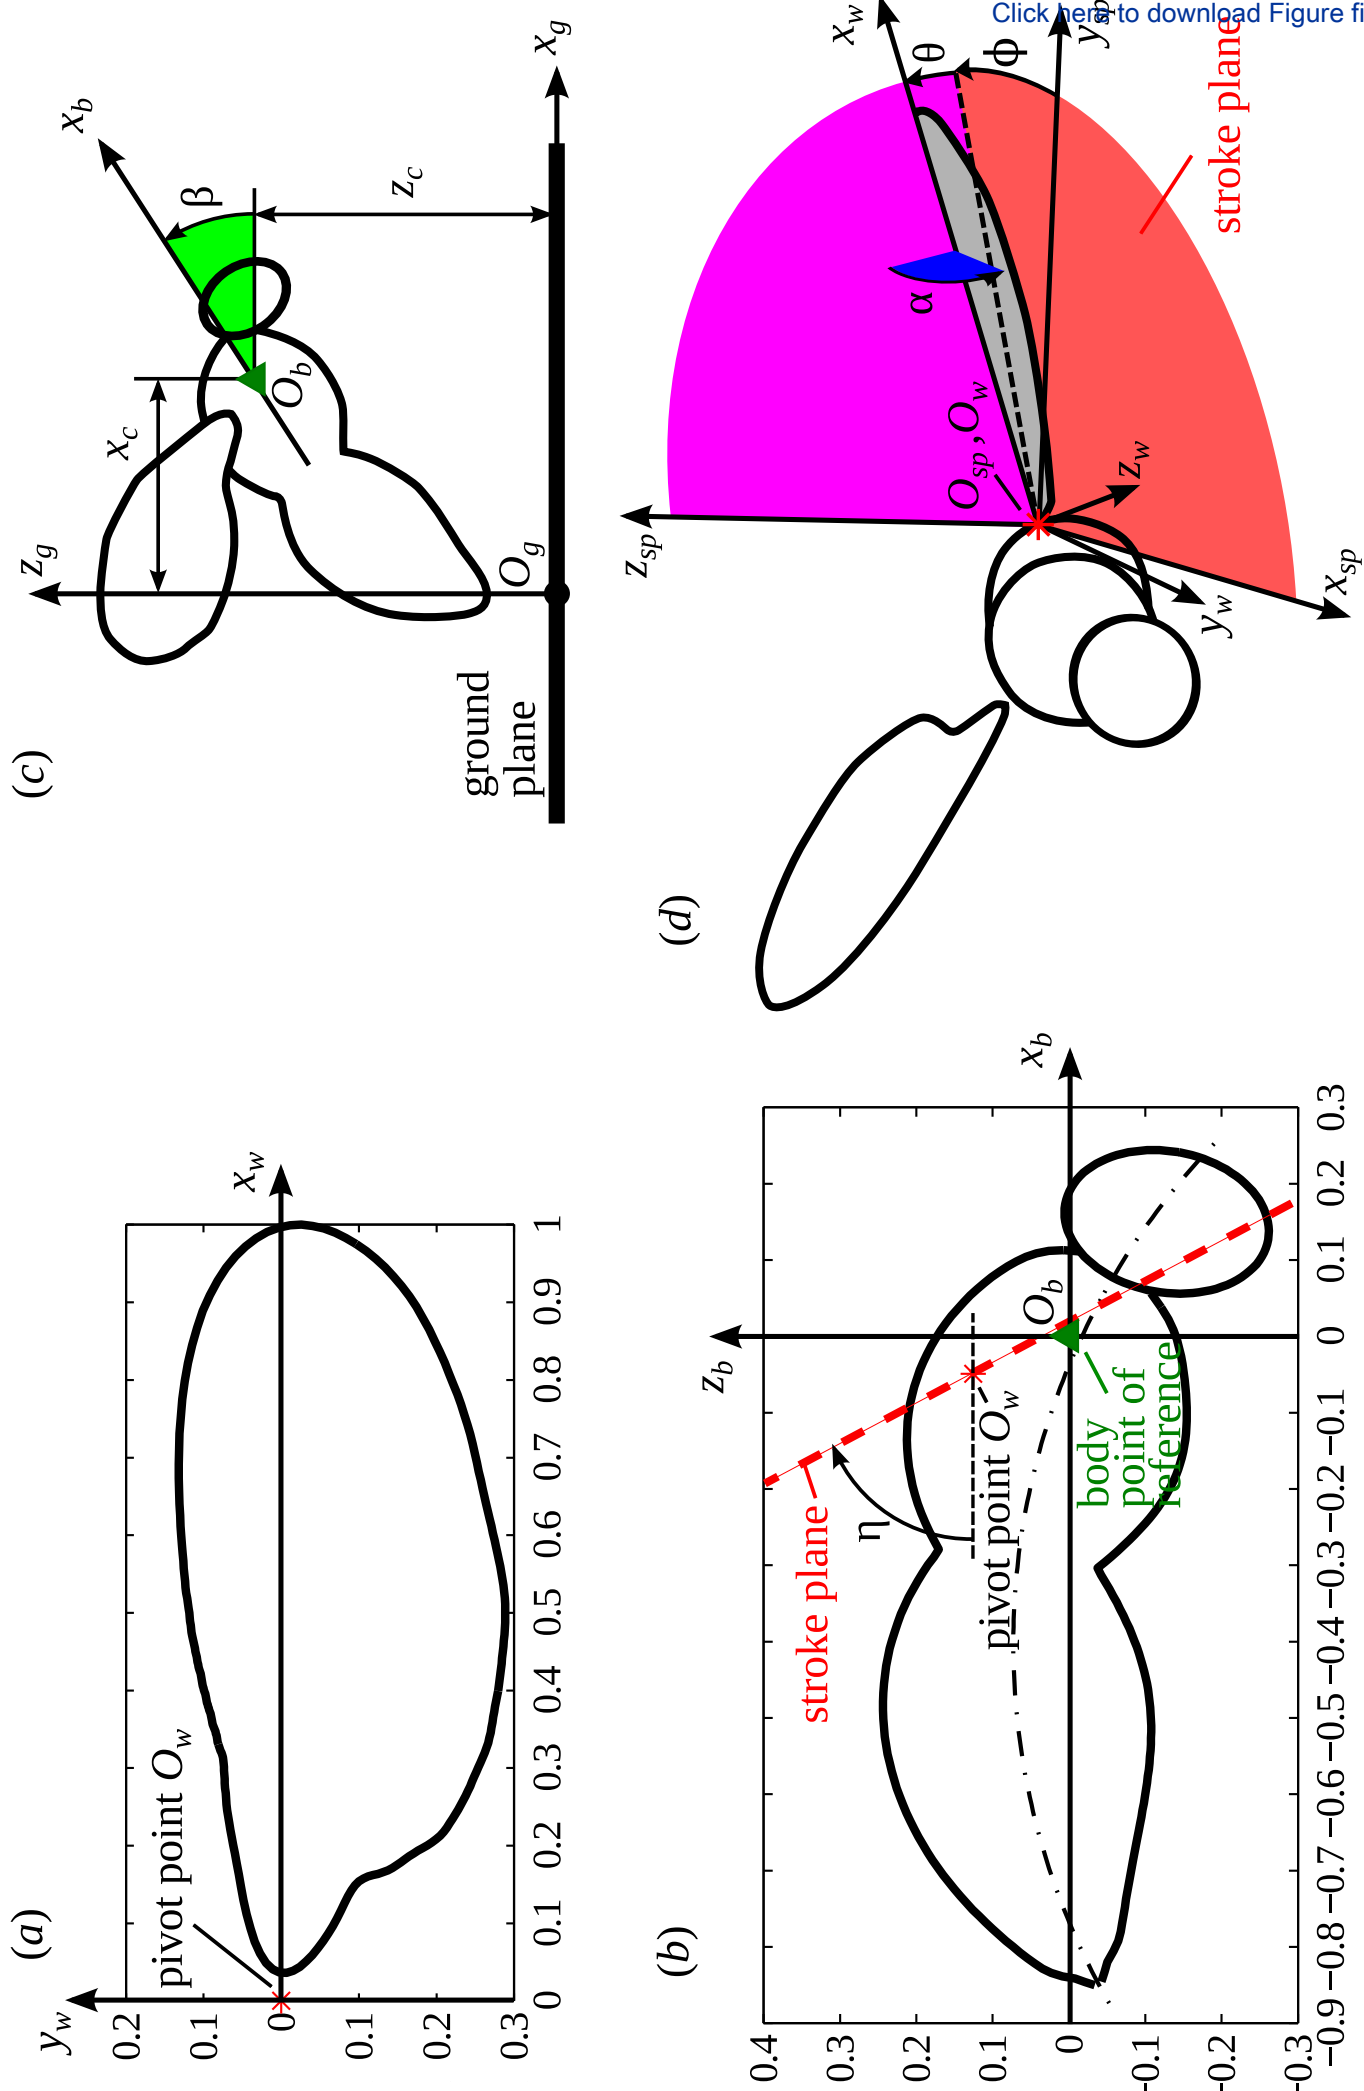 Click here to download Figure fi
(a)
y_w
x_w
pivot point O_w
0.2
0.1
0
0.1
0.2
0.3
0 0.1 0.2 0.3 0.4 0.5 0.6 0.7 0.8 0.9 1
(c)
z_g
x_c
x_b
β
O_b
z_c
O_g
x_g
ground
plane
(b)
z_b
x_b
stroke plane
η
pivot point O_w
O_b
body
point of
reference
0.4
0.3
0.2
0.1
0
-0.1
-0.2
-0.3
−0.9 −0.8 −0.7 −0.6 −0.5 −0.4 −0.3 −0.2 −0.1 0 0.1 0.2 0.3
(d)
z_sp
x_w
θ
ϕ
α
O_sp, O_w
y_sp
z_w
y_w
x_sp
stroke plane